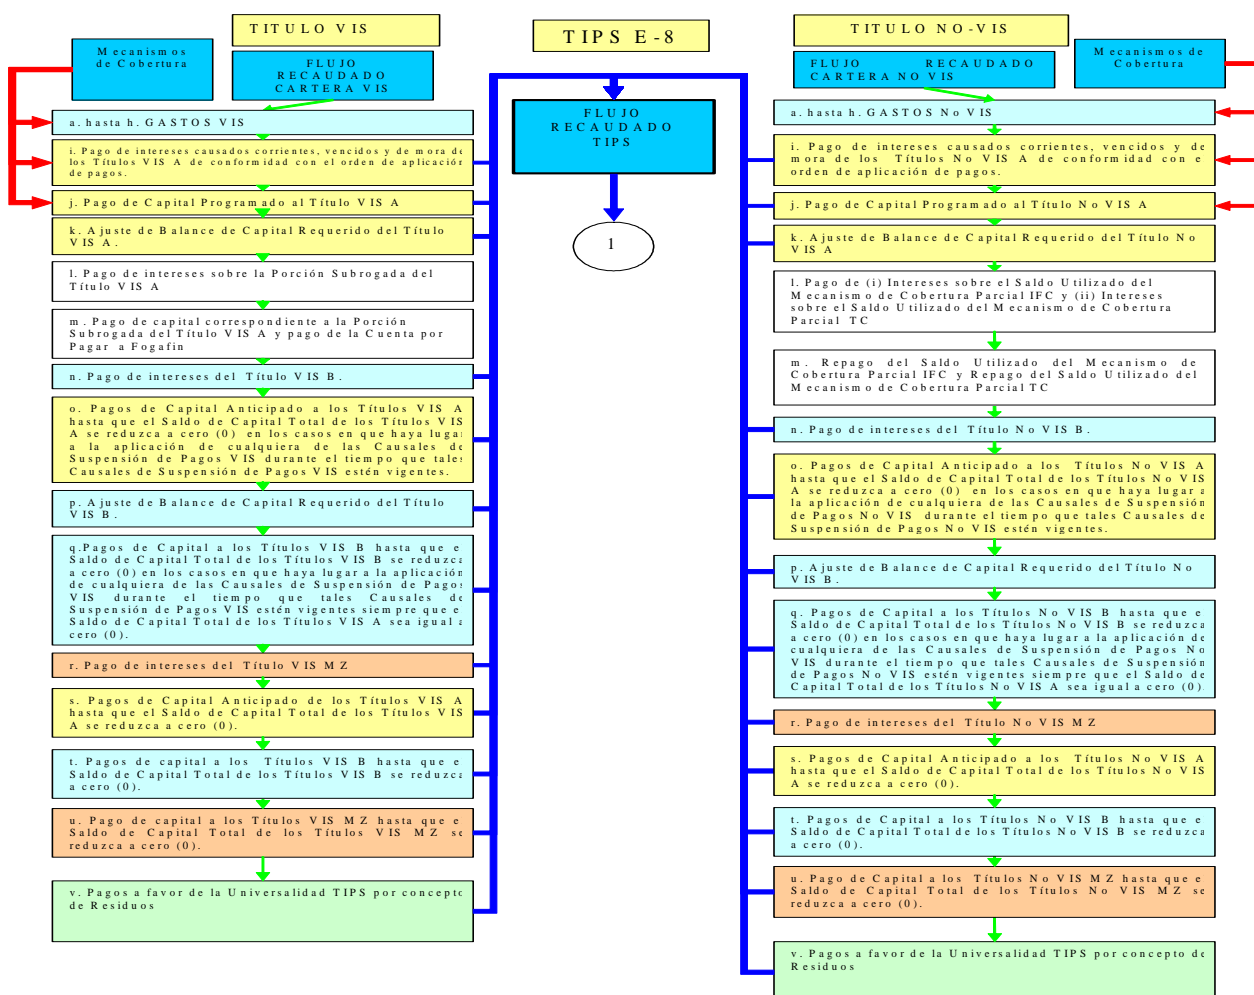 TITULO VIS
TIPS E-8
TITULO NO-VIS
Mecanismos
de Cobertura
FLUJO
RECAUDADO
CARTERA VIS
a. hasta h. GASTOS VIS
i. Pago de intereses causados corrientes, vencidos y de mora de
los Títulos VIS A de conformidad con el orden de aplicación
de pagos.
j. Pago de Capital Programado al Título VIS A
k. Ajuste de Balance de Capital Requerido del Título
VIS A.
l. Pago de intereses sobre la Porción Subrogada del
Título VIS A
m. Pago de capital correspondiente a la Porción
Subrogada del Título VIS A y pago de la Cuenta por
Pagar a Fogafin
n. Pago de intereses del Título VIS B.
o. Pagos de Capital Anticipado a los Títulos VIS A
hasta que el Saldo de Capital Total de los Títulos VIS
A se reduzca a cero (0) en los casos en que haya lugar
a la aplicación de cualquiera de las Causales de
Suspensión de Pagos VIS durante el tiempo que tales
Causales de Suspensión de Pagos VIS estén vigentes.
p. Ajuste de Balance de Capital Requerido del Título
VIS B.
q.Pagos de Capital a los Títulos VIS B hasta que e
Saldo de Capital Total de los Títulos VIS B se reduzca
a cero (0) en los casos en que haya lugar a la aplicación
de cualquiera de las Causales de Suspensión de Pagos
VIS durante el tiempo que tales Causales de
Suspensión de Pagos VIS estén vigentes siempre que e
Saldo de Capital Total de los Títulos VIS A sea igual a
cero (0).
r. Pago de intereses del Título VIS MZ
s. Pagos de Capital Anticipado de los Títulos VIS A
hasta que el Saldo de Capital Total de los Títulos VIS
A se reduzca a cero (0).
t. Pagos de capital a los Títulos VIS B hasta que e
Saldo de Capital Total de los Títulos VIS B se reduzca
a cero (0).
u. Pago de capital a los Títulos VIS MZ hasta que e
Saldo de Capital Total de los Títulos VIS MZ se
reduzca a cero (0).
v. Pagos a favor de la Universalidad TIPS por concepto
de Residuos
FLUJO
RECAUDADO
TIPS
1
FLUJO RECAUDADO
CARTERA NO VIS
Mecanismos de
Cobertura
a. hasta h. GASTOS No VIS
i. Pago de intereses causados corrientes, vencidos y de
mora de los Títulos No VIS A de conformidad con e
orden de aplicación de pagos.
j. Pago de Capital Programado al Título No VIS A
k. Ajuste de Balance de Capital Requerido del Título No
VIS A
l. Pago de (i) Intereses sobre el Saldo Utilizado del
Mecanismo de Cobertura Parcial IFC y (ii) Intereses
sobre el Saldo Utilizado del Mecanismo de Cobertura
Parcial TC
m. Repago del Saldo Utilizado del Mecanismo de
Cobertura Parcial IFC y Repago del Saldo Utilizado del
Mecanismo de Cobertura Parcial TC
n. Pago de intereses del Título No VIS B.
o. Pagos de Capital Anticipado a los Títulos No VIS A
hasta que el Saldo de Capital Total de los Títulos No VIS
A se reduzca a cero (0) en los casos en que haya lugar a
la aplicación de cualquiera de las Causales de Suspensión
de Pagos No VIS durante el tiempo que tales Causales de
Suspensión de Pagos No VIS estén vigentes.
p. Ajuste de Balance de Capital Requerido del Título No
VIS B.
q. Pagos de Capital a los Títulos No VIS B hasta que e
Saldo de Capital Total de los Títulos No VIS B se reduzca
a cero (0) en los casos en que haya lugar a la aplicación de
cualquiera de las Causales de Suspensión de Pagos No
VIS durante el tiempo que tales Causales de Suspensión
de Pagos No VIS estén vigentes siempre que el Saldo de
Capital Total de los Títulos No VIS A sea igual a cero (0)
r. Pago de intereses del Título No VIS MZ
s. Pagos de Capital Anticipado a los Títulos No VIS A
hasta que el Saldo de Capital Total de los Títulos No VIS
A se reduzca a cero (0).
t. Pagos de Capital a los Títulos No VIS B hasta que e
Saldo de Capital Total de los Títulos No VIS B se reduzca
a cero (0).
u. Pago de Capital a los Títulos No VIS MZ hasta que e
Saldo de Capital Total de los Títulos No VIS MZ se
reduzca a cero (0).
v. Pagos a favor de la Universalidad TIPS por concepto de
Residuos